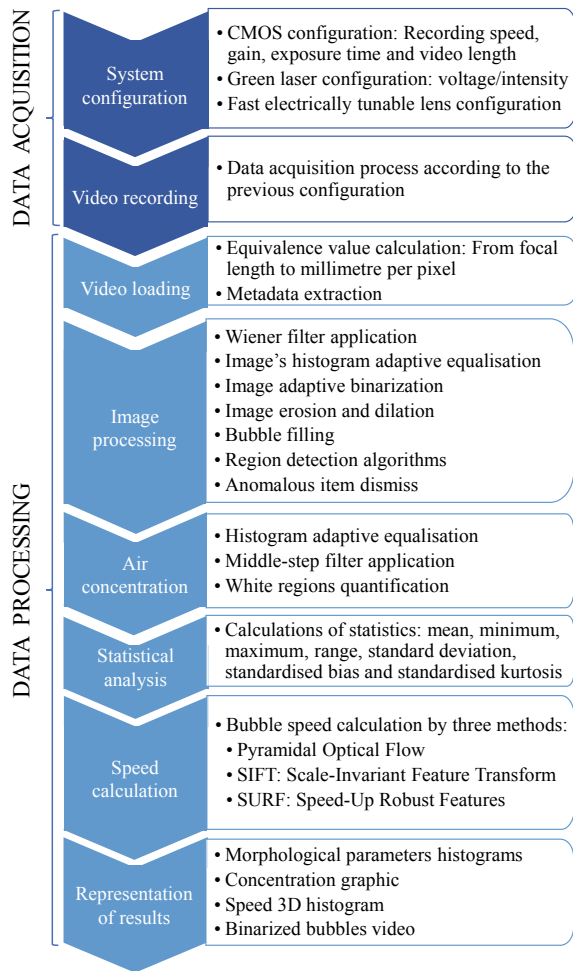 DATA ACQUISITION
System
configuration
• CMOS configuration: Recording speed,
gain, exposure time and video length
• Green laser configuration: voltage/intensity
• Fast electrically tunable lens configuration
Video recording
• Data acquisition process according to the
previous configuration
DATA PROCESSING
Video loading
• Equivalence value calculation: From focal
length to millimetre per pixel
• Metadata extraction
Image
processing
• Wiener filter application
• Image's histogram adaptive equalisation
• Image adaptive binarization
• Image erosion and dilation
• Bubble filling
• Region detection algorithms
• Anomalous item dismiss
Air
concentration
• Histogram adaptive equalisation
• Middle-step filter application
• White regions quantification
Statistical
analysis
• Calculations of statistics: mean, minimum,
maximum, range, standard deviation,
standardised bias and standardised kurtosis
Speed
calculation
• Bubble speed calculation by three methods:
• Pyramidal Optical Flow
• SIFT: Scale-Invariant Feature Transform
• SURF: Speed-Up Robust Features
Representation
of results
• Morphological parameters histograms
• Concentration graphic
• Speed 3D histogram
• Binarized bubbles video